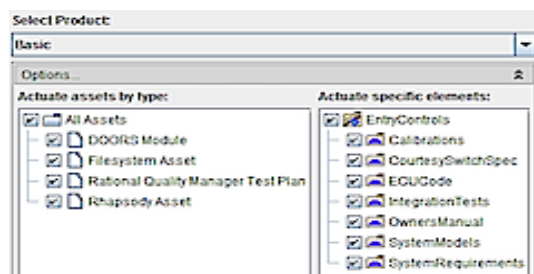 Select Product:
Basic
Options...
Actuate assets by type:
All Assets
DOORS Module
Filesystem Asset
Rational Quality Manager Test Plan
Rhapsody Asset
Actuate specific elements:
EntryControls
Calibrations
CourtesySwitchSpec
ECUCode
IntegrationTests
OwnersManual
SystemModels
SystemRequirements